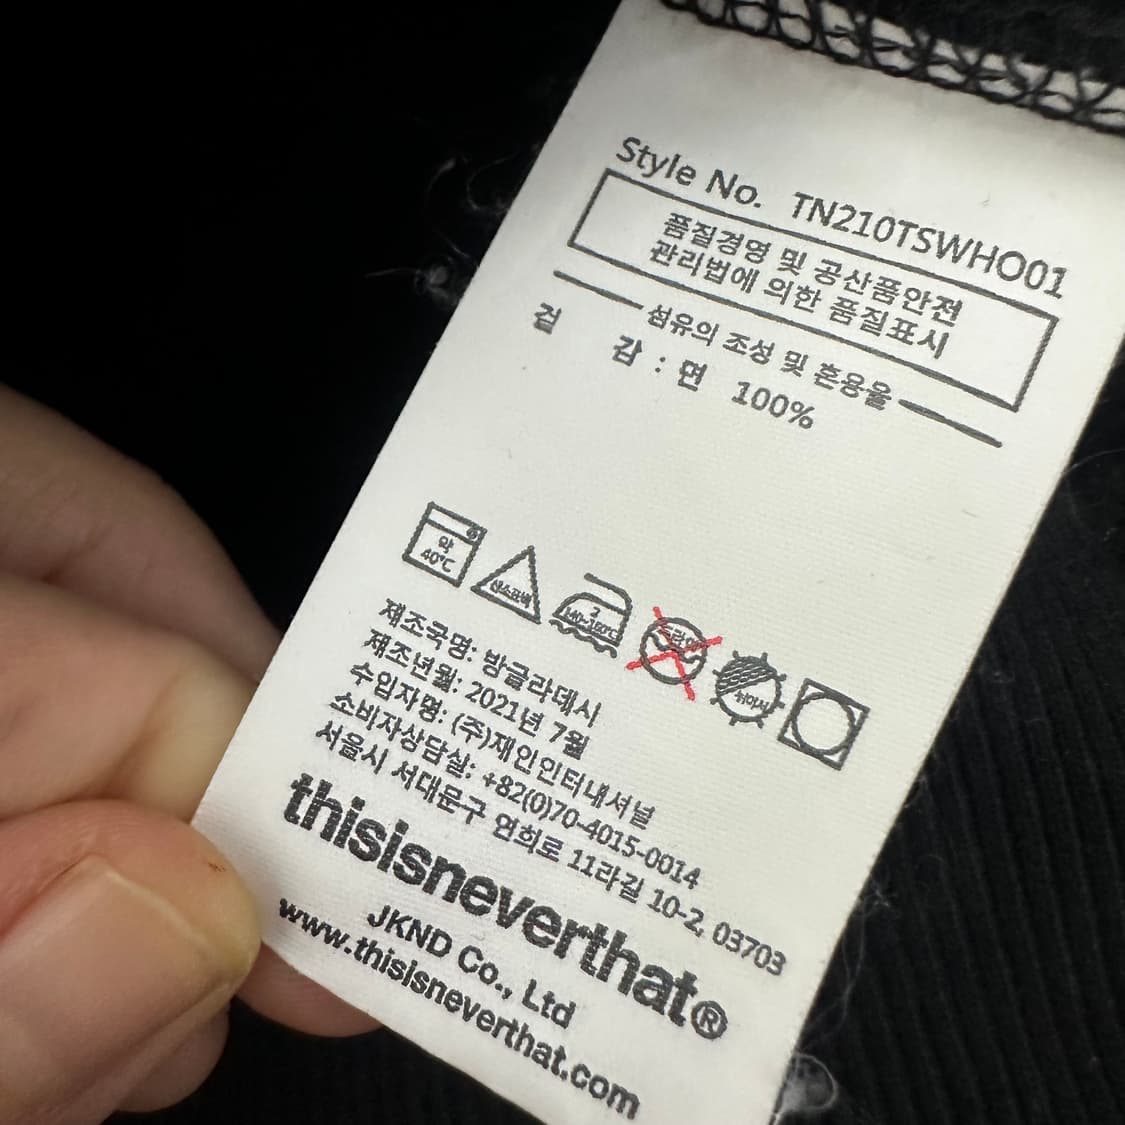 Style No. TN210TSWHO01
품질경영 및 공산품안전
관리법에 의한 품질표시
섬유의 조성 및 혼용율
겉 감 : 면 100%
약
40℃
산소표백
2
140~160℃
드라이
뉘어서
제조국명: 방글라데시
제조년월: 2021년 7월
수입자명: (주)재인인터내셔널
소비자상담실: +82(0)70-4015-0014
서울시 서대문구 연희로 11라길 10-2, 03703
thisisneverthat®
JKND Co., Ltd
www.thisisneverthat.com